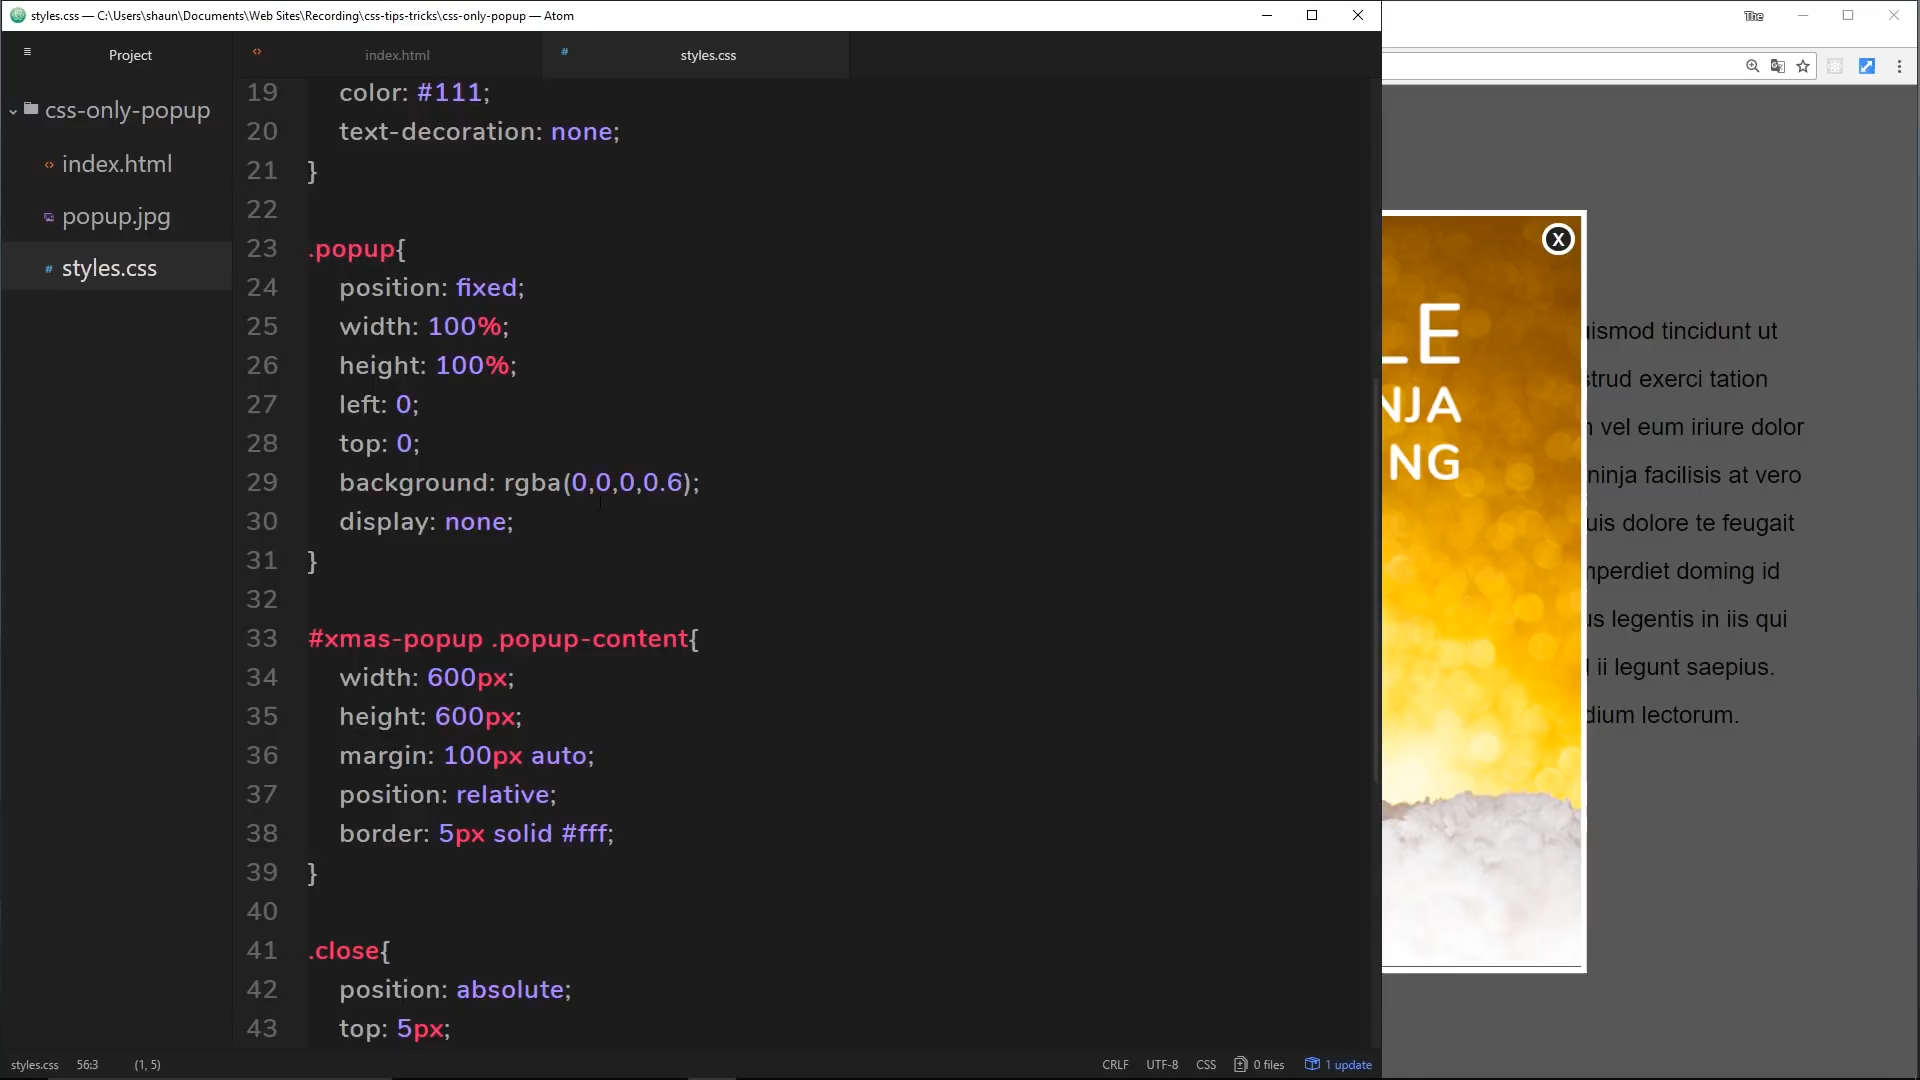 styles.css — C:\Users\shaun\Documents\Web Sites\Recording\css-tips-tricks\css-only-popup — Atom
The
Project
index.html
styles.css
css-only-popup
index.html
popup.jpg
styles.css
19 color: #111;
20 text-decoration: none;
21 }
22
23 .popup{
24 position: fixed;
25 width: 100%;
26 height: 100%;
27 left: 0;
28 top: 0;
29 background: rgba(0,0,0,0.6);
30 display: none;
31 }
32
33 #xmas-popup .popup-content{
34 width: 600px;
35 height: 600px;
36 margin: 100px auto;
37 position: relative;
38 border: 5px solid #fff;
39 }
40
41 .close{
42 position: absolute;
43 top: 5px;
X
LE
NJA
NG
uismod tincidunt ut
strud exerci tation
n vel eum iriure dolor
ninja facilisis at vero
uis dolore te feugait
mperdiet doming id
us legentis in iis qui
d ii legunt saepius.
dium lectorum.
styles.css 56:3 (1, 5)
CRLF UTF-8 CSS 0 files 1 update